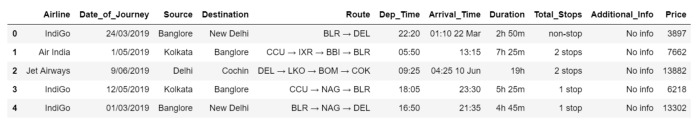 Airline Date_of_Journey Source Destination Route Dep_Time Arrival_Time Duration Total_Stops Additional_Info Price
0 IndiGo 24/03/2019 Banglore New Delhi BLR → DEL 22:20 01:10 22 Mar 2h 50m non-stop No info 3897
1 Air India 1/05/2019 Kolkata Banglore CCU → IXR → BBI → BLR 05:50 13:15 7h 25m 2 stops No info 7662
2 Jet Airways 9/06/2019 Delhi Cochin DEL → LKO → BOM → COK 09:25 04:25 10 Jun 19h 2 stops No info 13882
3 IndiGo 12/05/2019 Kolkata Banglore CCU → NAG → BLR 18:05 23:30 5h 25m 1 stop No info 6218
4 IndiGo 01/03/2019 Banglore New Delhi BLR → NAG → DEL 16:50 21:35 4h 45m 1 stop No info 13302